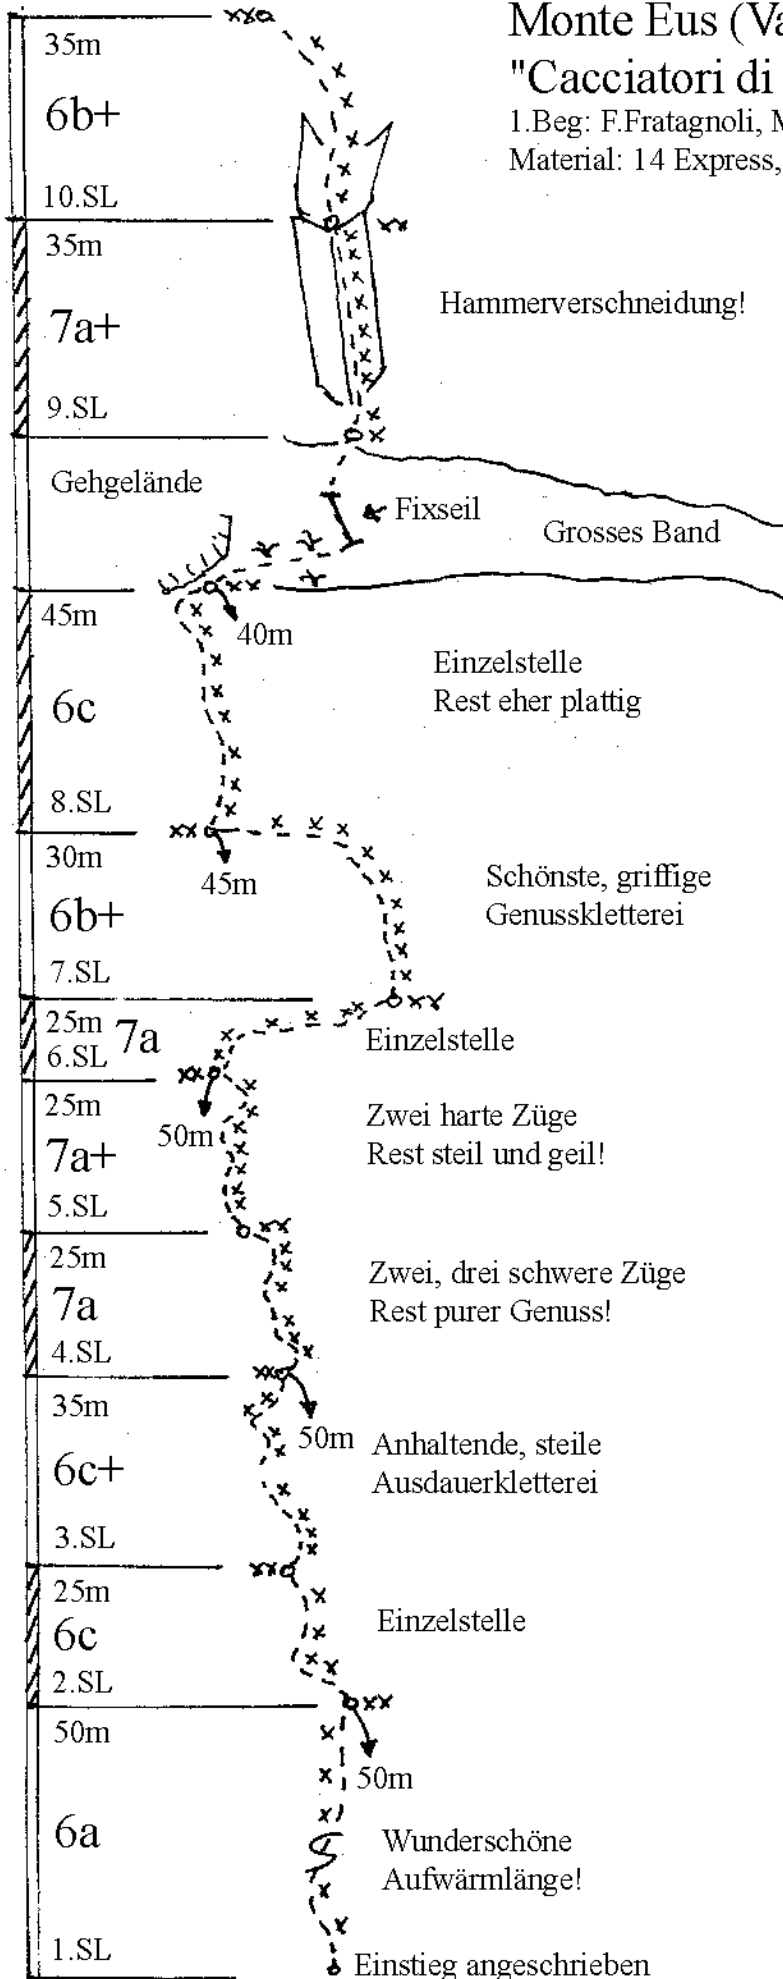 Monte Eus (Va
"Cacciatori di
1.Beg: F.Fratagnoli, M
Material: 14 Express,
35m
6b+
10.SL
35m
7a+
Hammerverschneidung!
9.SL
Gehgelände
Fixseil
Grosses Band
45m
40m
6c
Einzelstelle
Rest eher plattig
8.SL
30m
45m
6b+
Schönste, griffige
Genusskletterei
7.SL
25m
7a
6.SL
Einzelstelle
25m
50m
7a+
Zwei harte Züge
Rest steil und geil!
5.SL
25m
7a
Zwei, drei schwere Züge
Rest purer Genuss!
4.SL
35m
50m
6c+
Anhaltende, steile
Ausdauerkletterei
3.SL
25m
6c
Einzelstelle
2.SL
50m
50m
6a
Wunderschöne
Aufwärmlänge!
1.SL
Einstieg angeschrieben